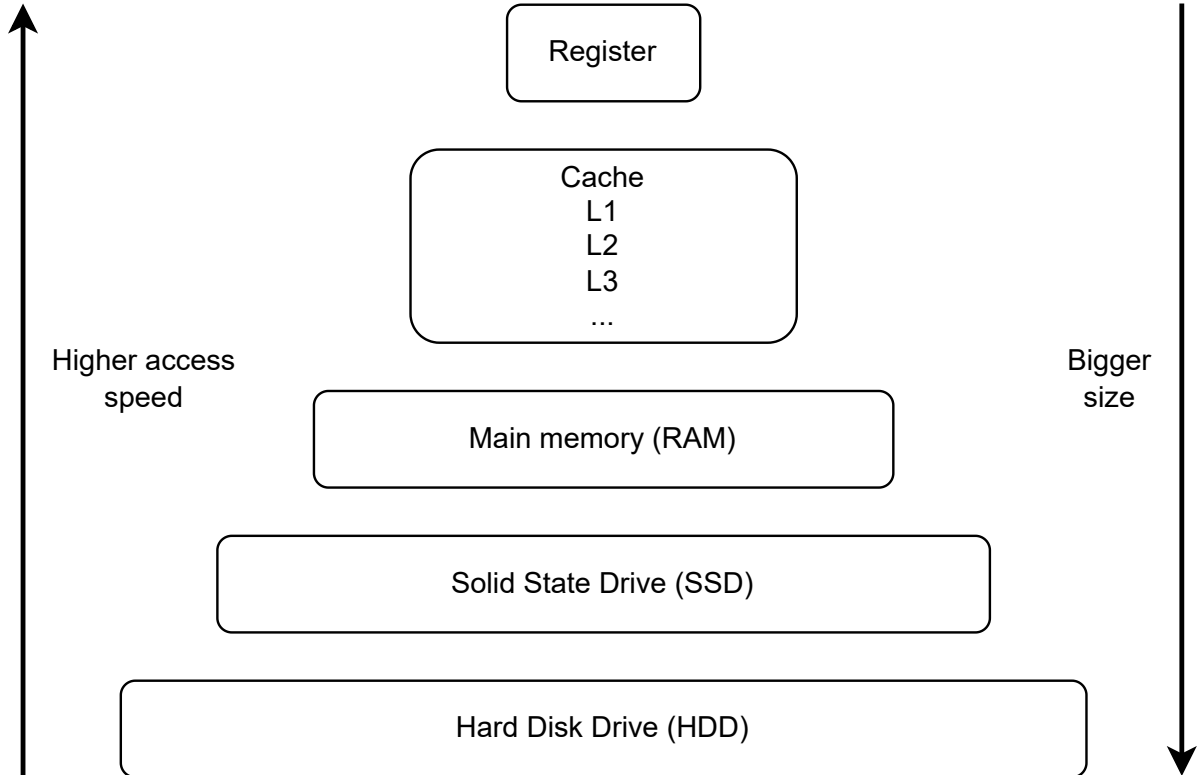 Register
Cache
L1
L2
L3
...
Higher access
speed
Bigger
size
Main memory (RAM)
Solid State Drive (SSD)
Hard Disk Drive (HDD)